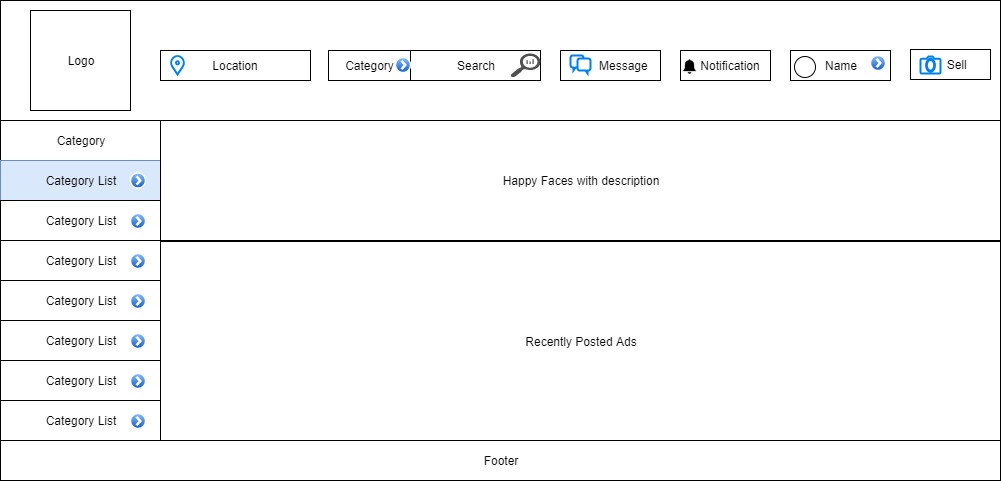 Logo
Location
Category
Search
Message
Notification
Name
Sell
Category
Category List
Category List
Category List
Category List
Category List
Category List
Category List
Happy Faces with description
Recently Posted Ads
Footer